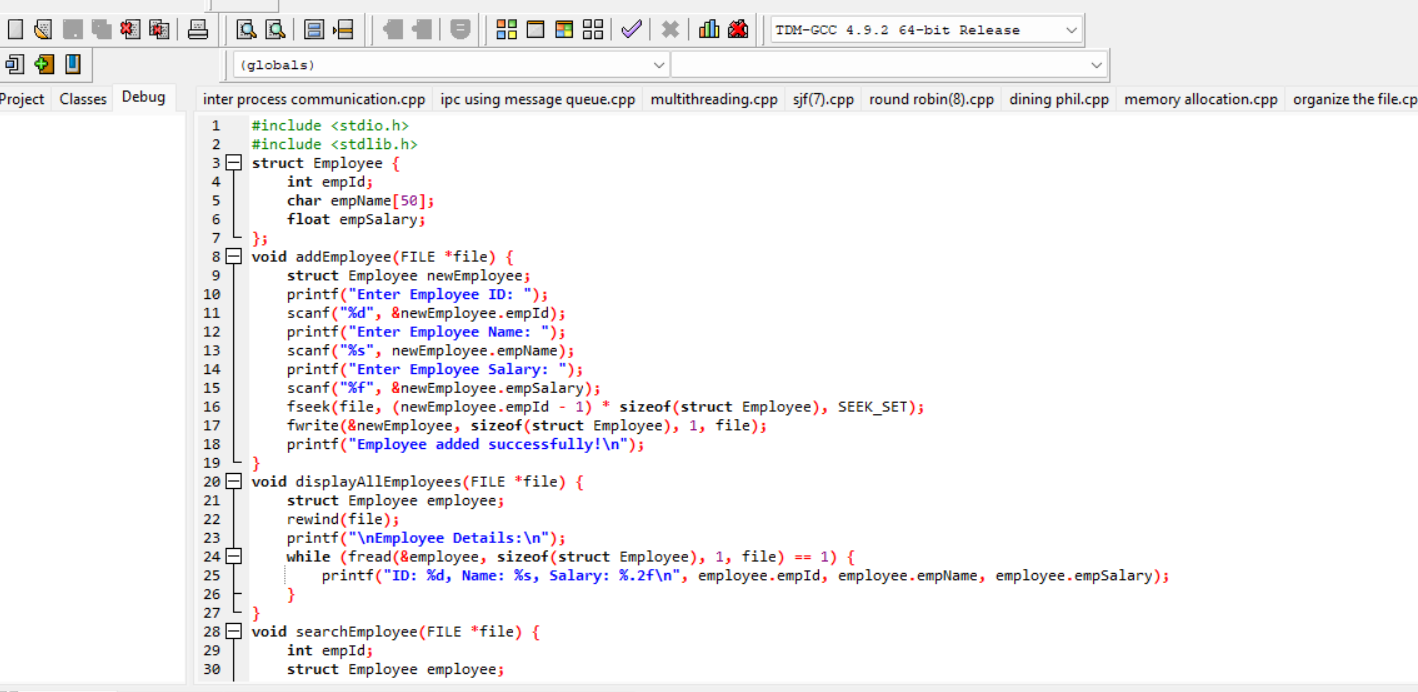 TDM-GCC 4.9.2 64-bit Release
(globals)
Project Classes Debug
inter process communication.cpp ipc using message queue.cpp multithreading.cpp sjf(7).cpp round robin(8).cpp dining phil.cpp memory allocation.cpp organize the file.cp
1 #include <stdio.h>
2 #include <stdlib.h>
3 struct Employee {
4 int empId;
5 char empName[50];
6 float empSalary;
7 };
8 void addEmployee(FILE *file) {
9 struct Employee newEmployee;
10 printf("Enter Employee ID: ");
11 scanf("%d", &newEmployee.empId);
12 printf("Enter Employee Name: ");
13 scanf("%s", newEmployee.empName);
14 printf("Enter Employee Salary: ");
15 scanf("%f", &newEmployee.empSalary);
16 fseek(file, (newEmployee.empId - 1) * sizeof(struct Employee), SEEK_SET);
17 fwrite(&newEmployee, sizeof(struct Employee), 1, file);
18 printf("Employee added successfully!\n");
19 }
20 void displayAllEmployees(FILE *file) {
21 struct Employee employee;
22 rewind(file);
23 printf("\nEmployee Details:\n");
24 while (fread(&employee, sizeof(struct Employee), 1, file) == 1) {
25 printf("ID: %d, Name: %s, Salary: %.2f\n", employee.empId, employee.empName, employee.empSalary);
26 }
27 }
28 void searchEmployee(FILE *file) {
29 int empId;
30 struct Employee employee;